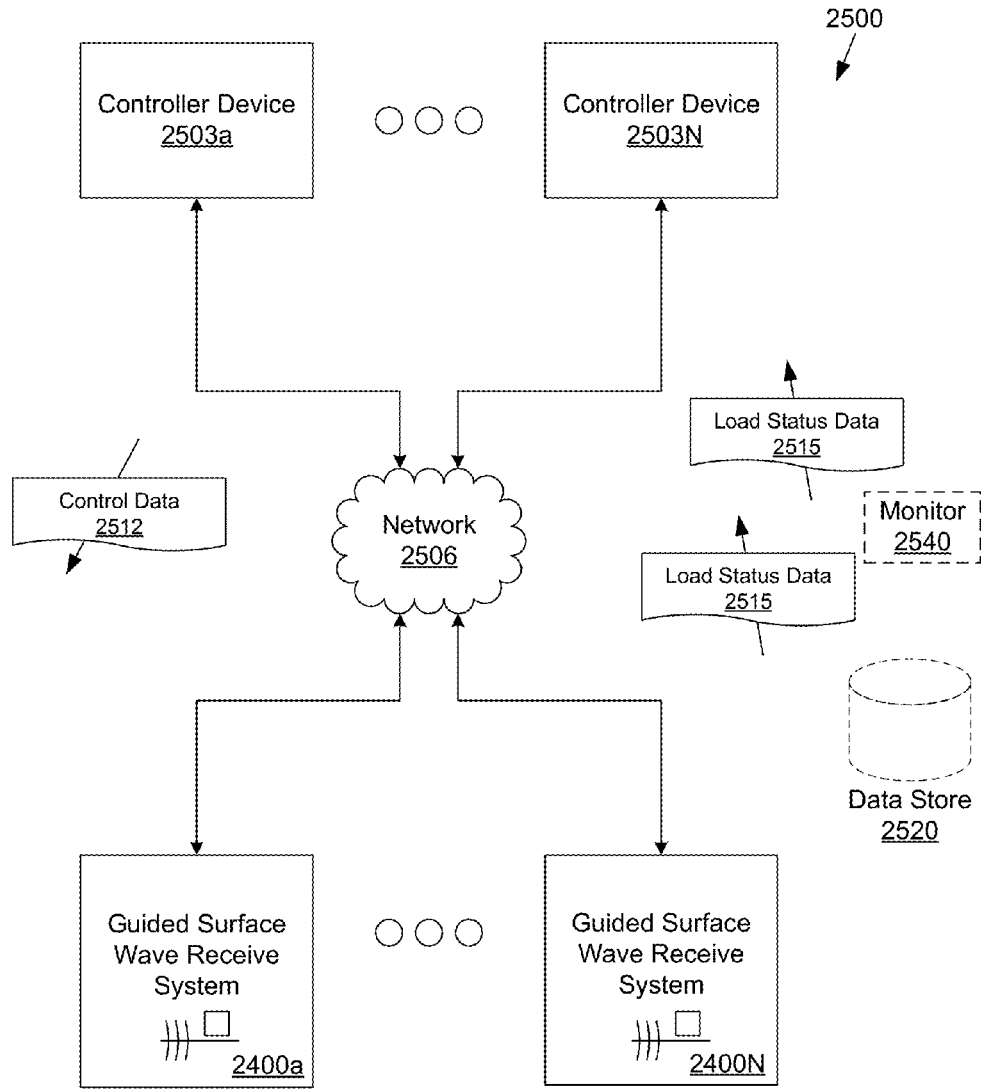 2500
Controller Device
2503a
Controller Device
2503N
Load Status Data
2515
Control Data
2512
Network
2506
Monitor
2540
Load Status Data
2515
Data Store
2520
Guided Surface
Wave Receive
System
2400a
Guided Surface
Wave Receive
System
2400N